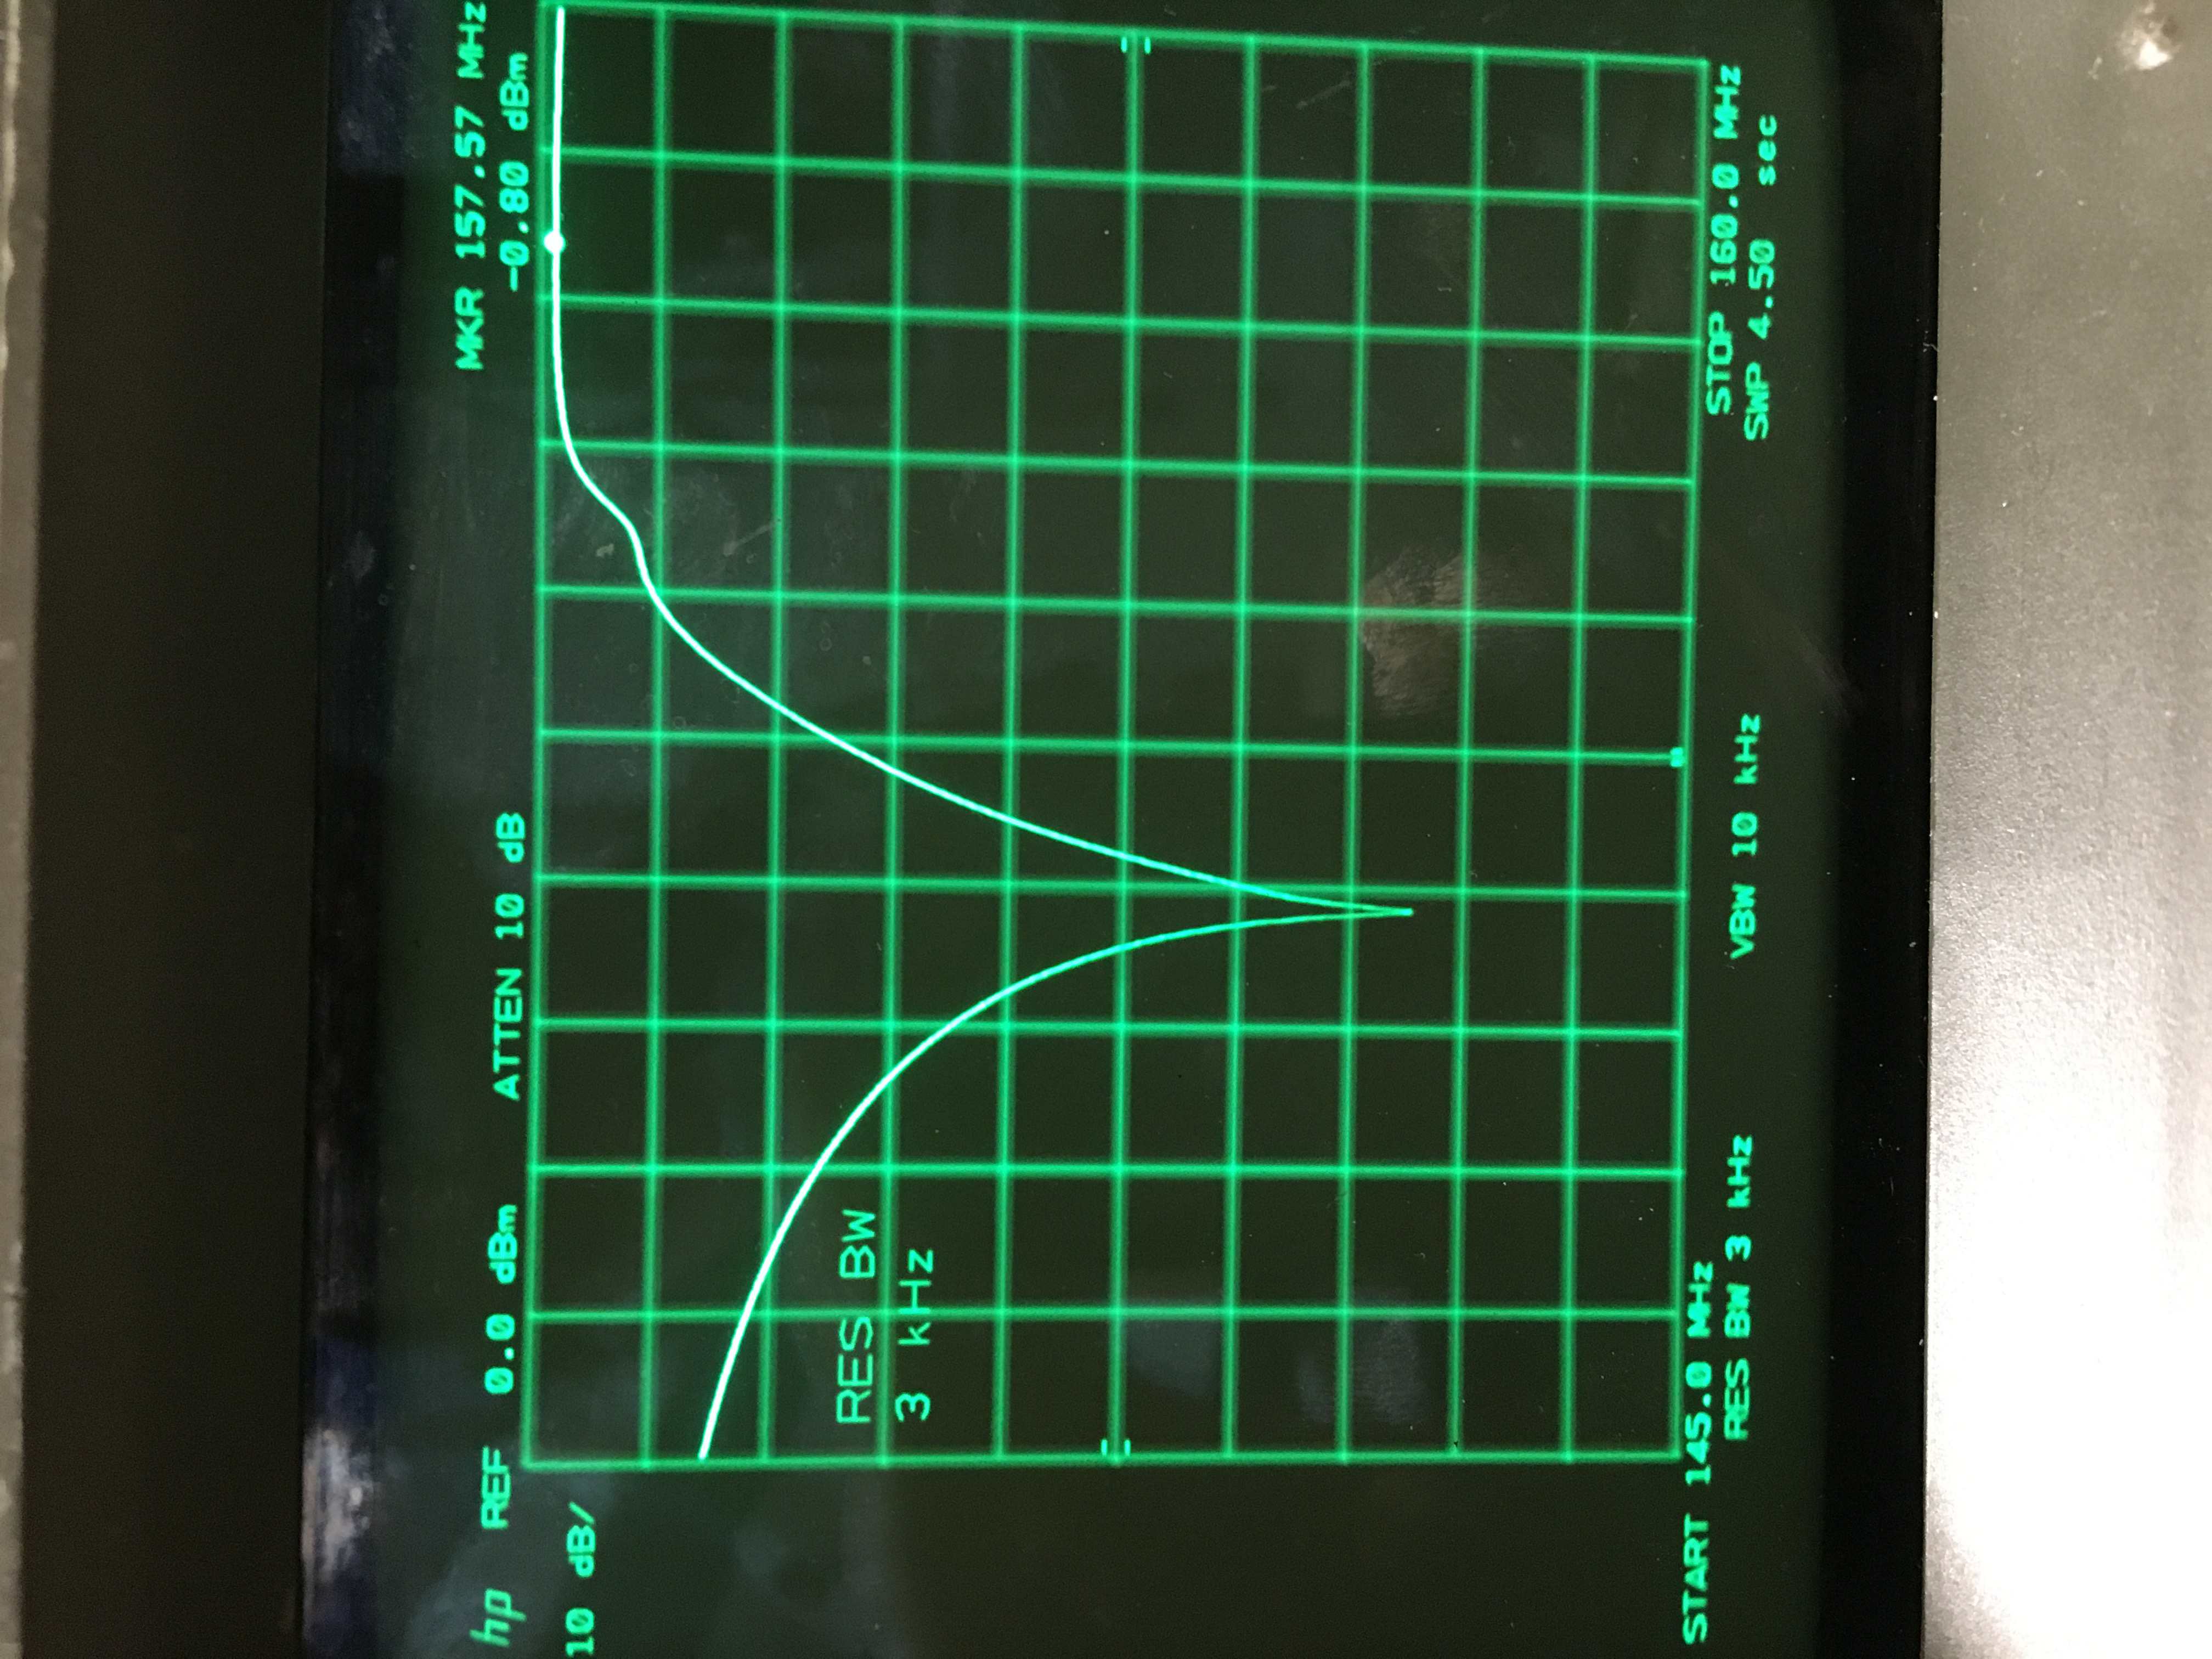 hp REF 0.0 dBm ATTEN 10 dB MKR 157.57 MHz
-0.80 dBm
10 dB/
RES BW
3 kHz
START 145.0 MHz STOP 160.0 MHz
RES BW 3 kHz VBW 10 kHz SWP 4.50 sec